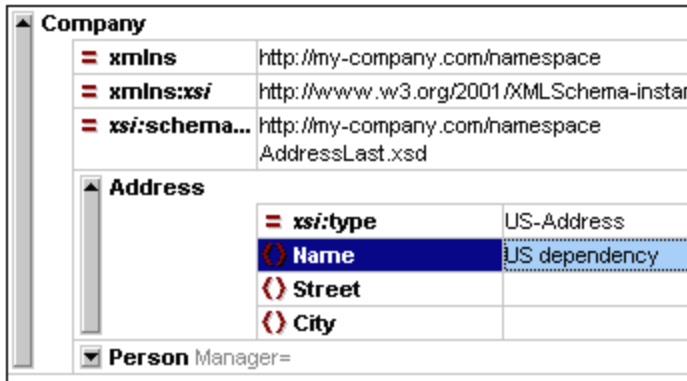 Company
= xmlns http://my-company.com/namespace
= xmlns:xsi http://www.w3.org/2001/XMLSchema-instan
= xsi:schema... http://my-company.com/namespace
AddressLast.xsd
Address
= xsi:type US-Address
() Name US dependency
() Street
() City
Person Manager=